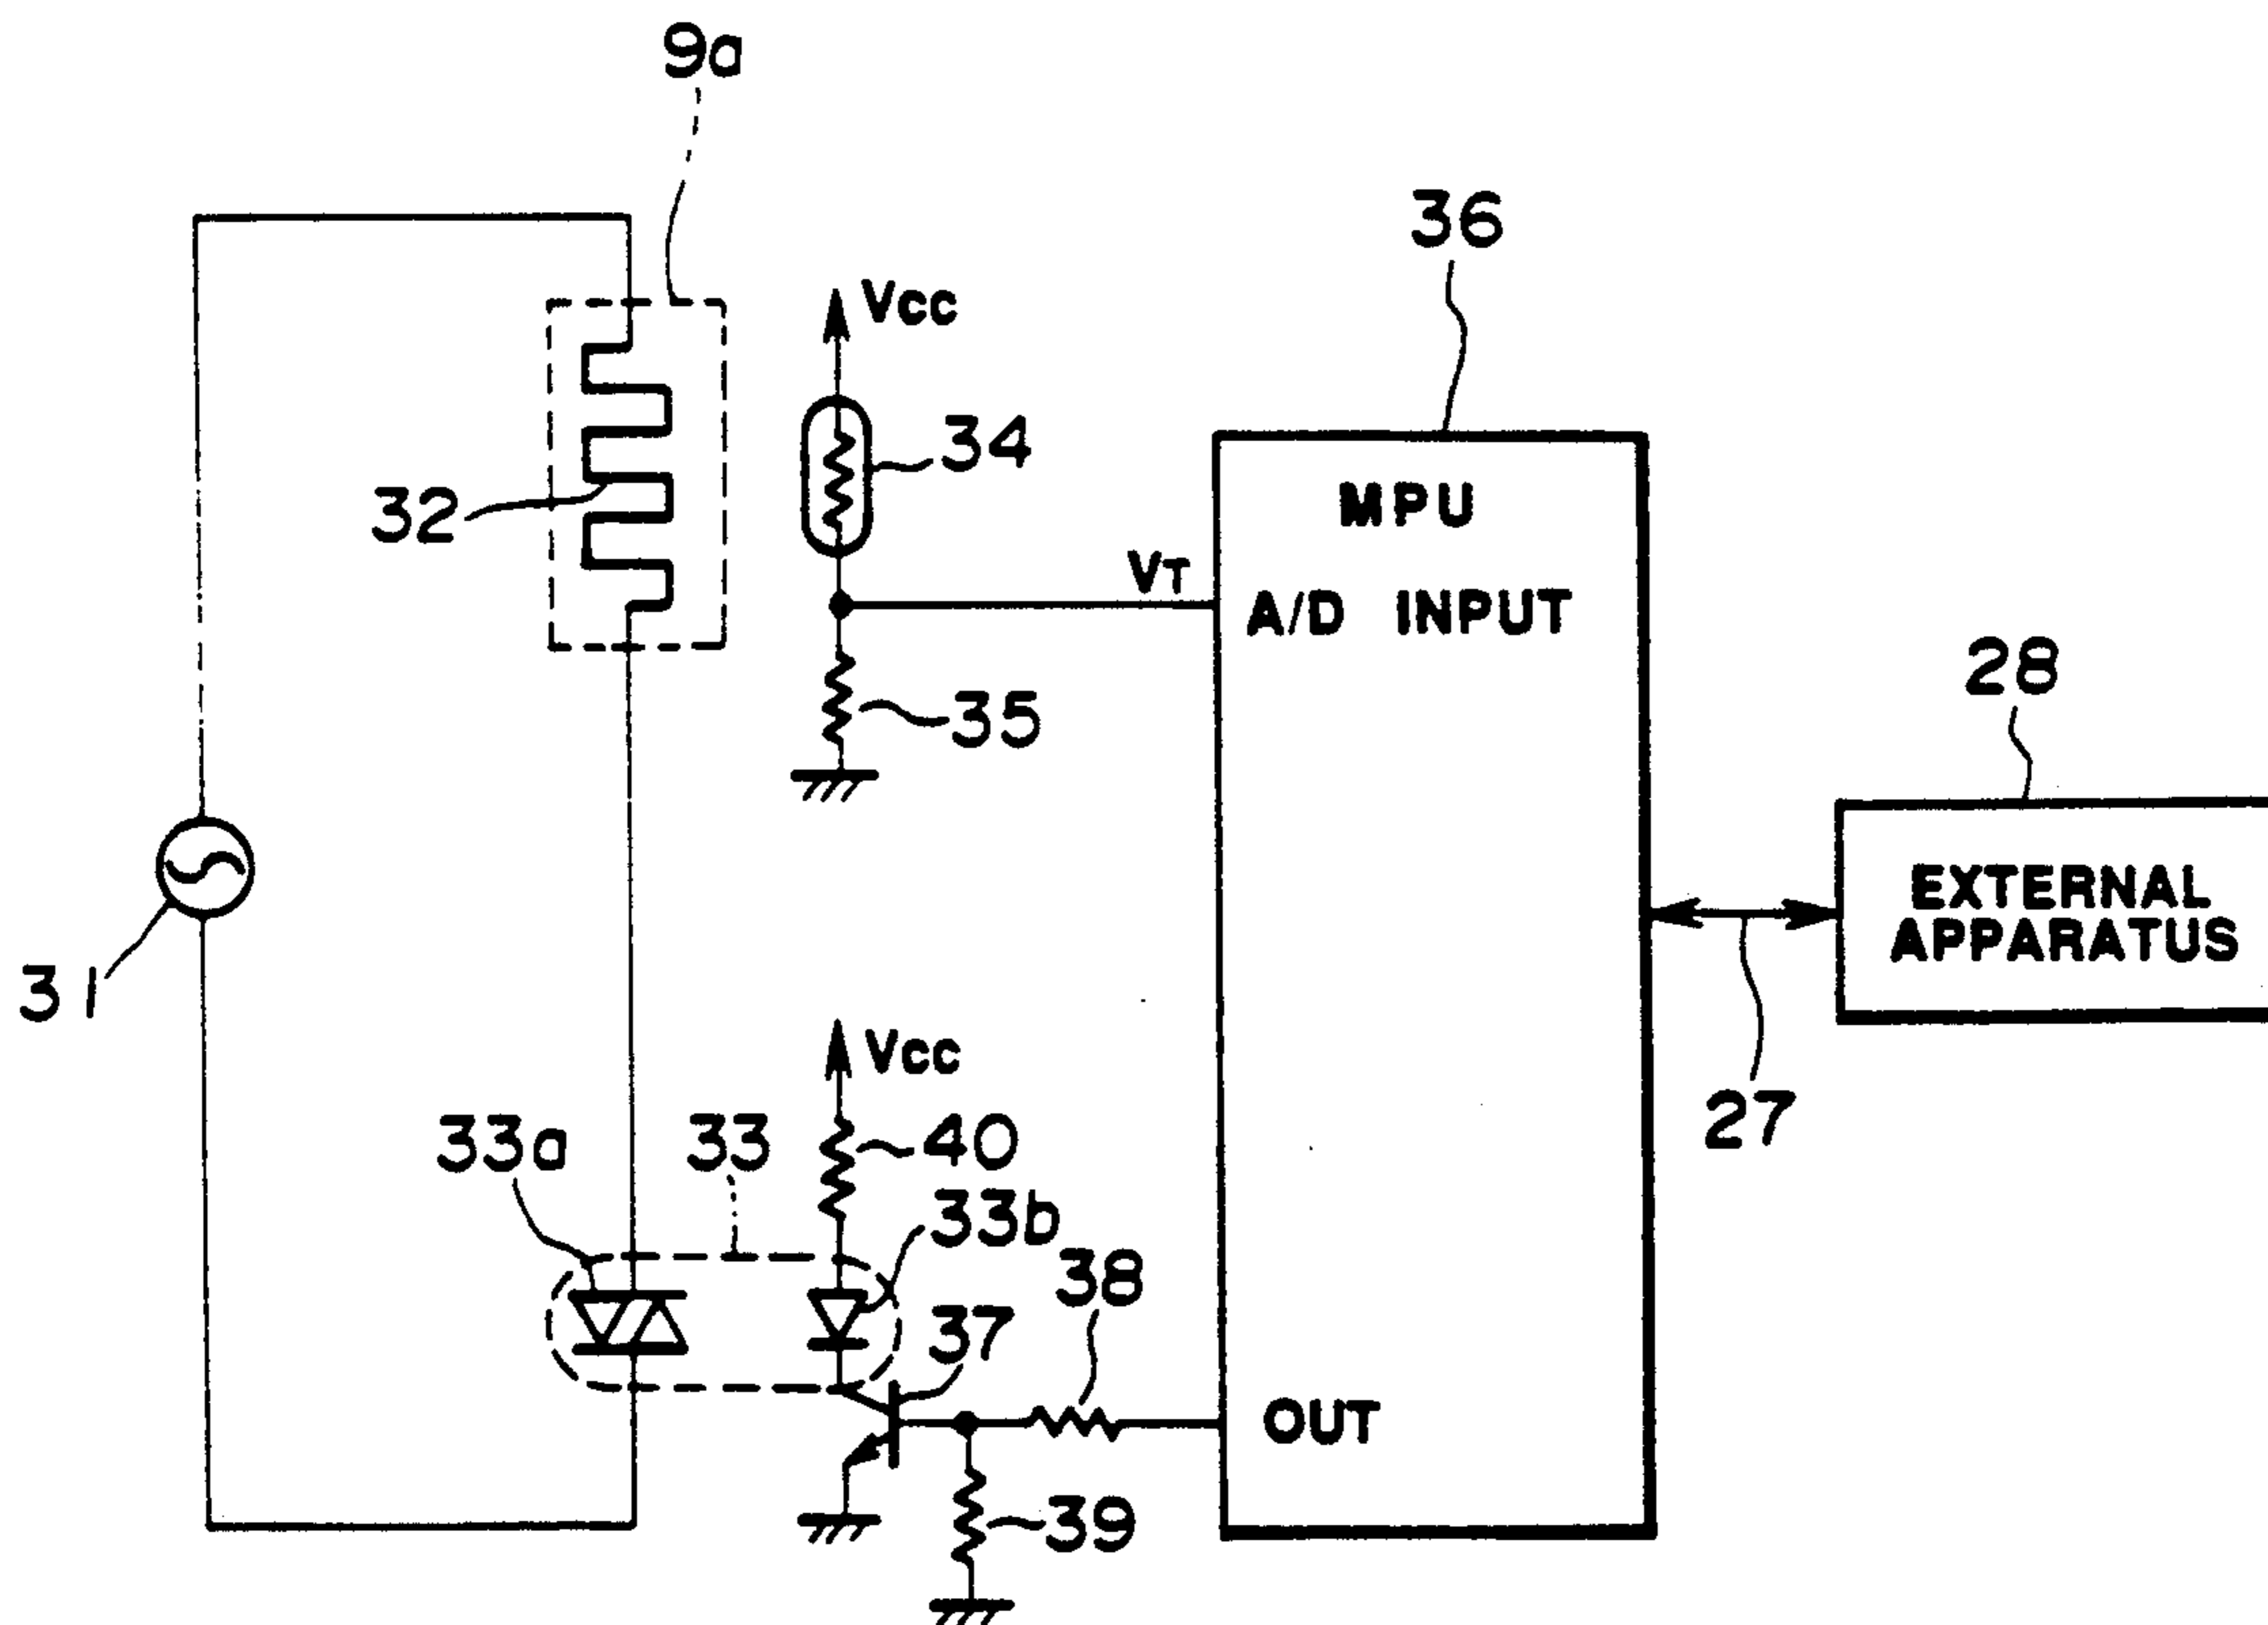 9a
36
Vcc
34
32
MPU
VT
A/D INPUT
28
35
EXTERNAL
APPARATUS
31
Vcc
27
33a
33
40
33b
38
37
OUT
39